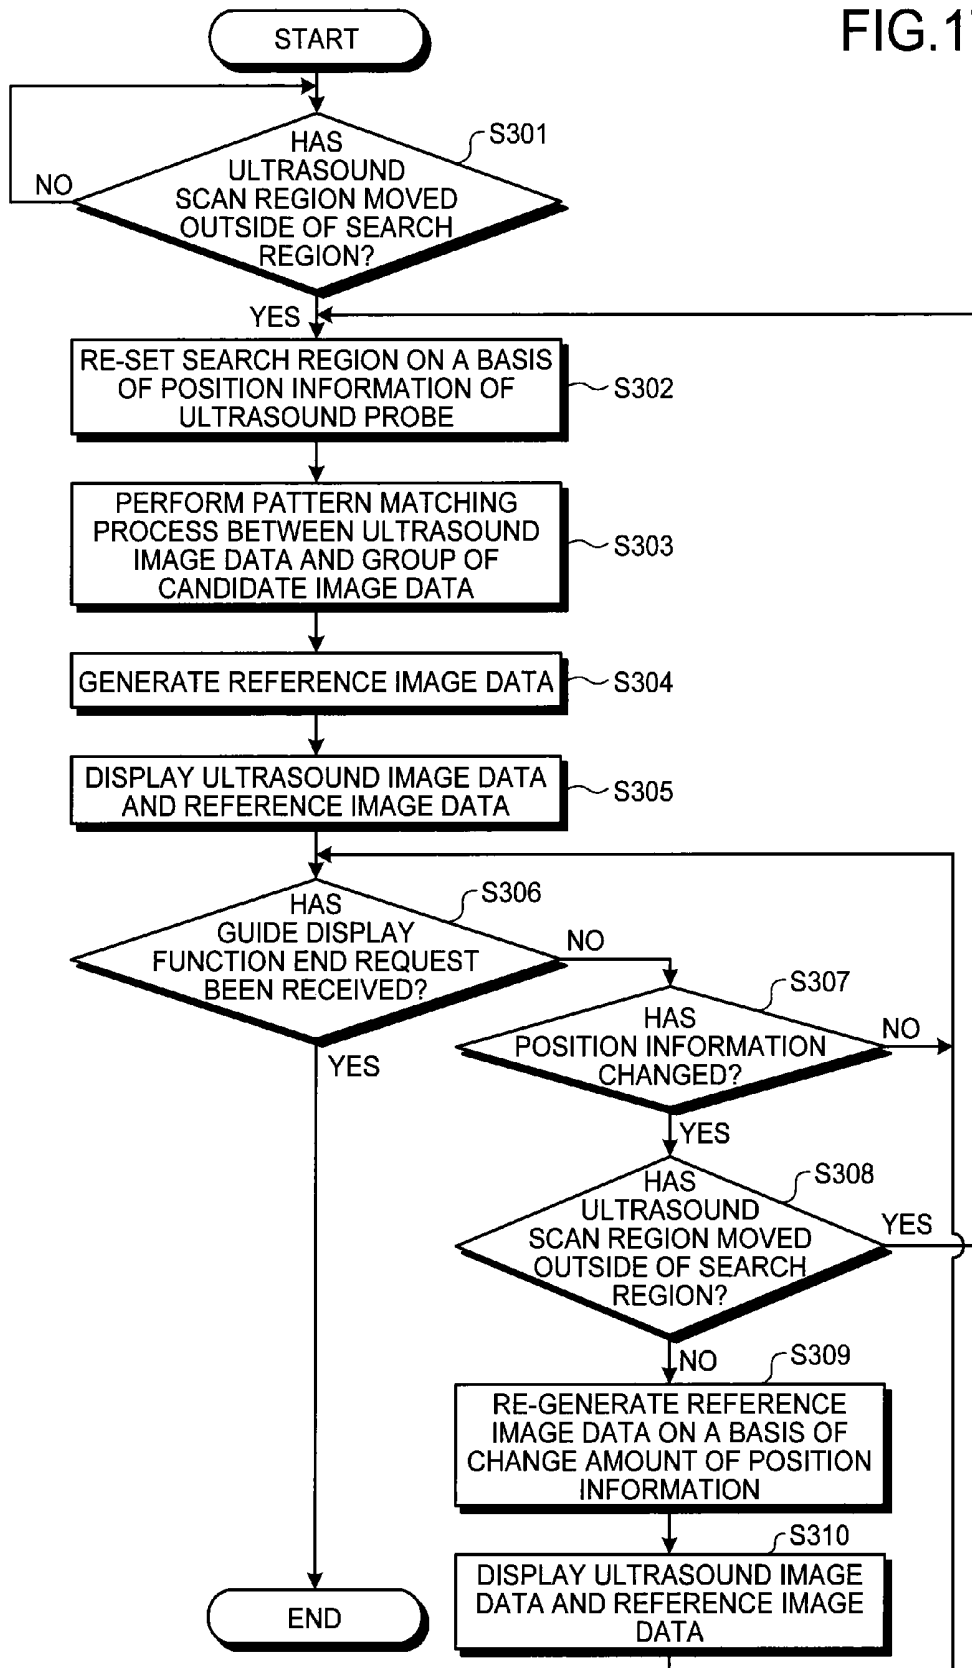 FIG.17
START
HAS
ULTRASOUND
SCAN REGION MOVED
OUTSIDE OF SEARCH
REGION?
S301
NO
YES
RE-SET SEARCH REGION ON A BASIS
OF POSITION INFORMATION OF
ULTRASOUND PROBE
S302
PERFORM PATTERN MATCHING
PROCESS BETWEEN ULTRASOUND
IMAGE DATA AND GROUP OF
CANDIDATE IMAGE DATA
S303
GENERATE REFERENCE IMAGE DATA
S304
DISPLAY ULTRASOUND IMAGE DATA
AND REFERENCE IMAGE DATA
S305
HAS
GUIDE DISPLAY
FUNCTION END REQUEST
BEEN RECEIVED?
S306
NO
YES
HAS
POSITION INFORMATION
CHANGED?
S307
NO
YES
HAS
ULTRASOUND
SCAN REGION MOVED
OUTSIDE OF SEARCH
REGION?
S308
YES
NO
RE-GENERATE REFERENCE
IMAGE DATA ON A BASIS OF
CHANGE AMOUNT OF POSITION
INFORMATION
S309
DISPLAY ULTRASOUND IMAGE
DATA AND REFERENCE IMAGE
DATA
S310
END